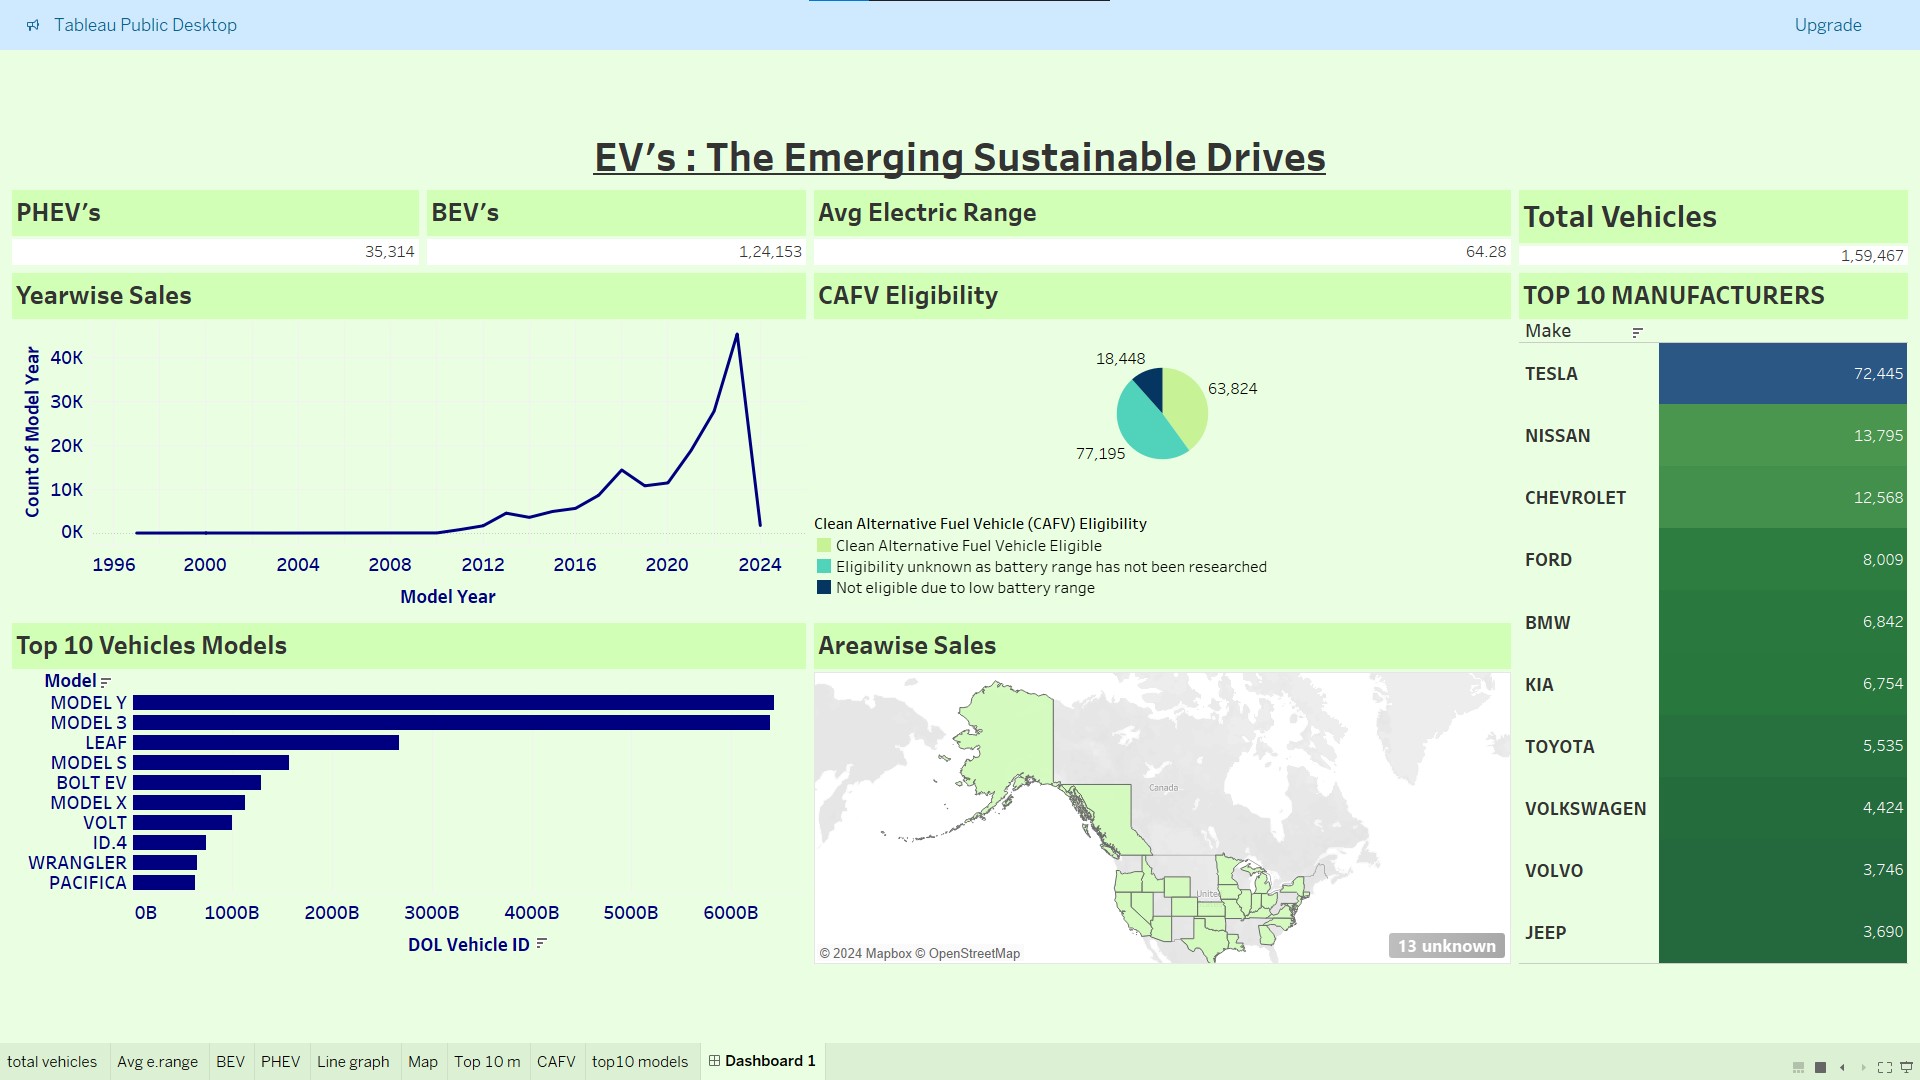 Tableau Public Desktop
Upgrade
EV's : The Emerging Sustainable Drives
PHEV's
35,314
BEV's
1,24,153
Avg Electric Range
64.28
Total Vehicles
1,59,467
Yearwise Sales
Count of Model Year
40K
30K
20K
10K
0K
1996 2000 2004 2008 2012 2016 2020 2024
Model Year
CAFV Eligibility
18,448
63,824
77,195
Clean Alternative Fuel Vehicle (CAFV) Eligibility
Clean Alternative Fuel Vehicle Eligible
Eligibility unknown as battery range has not been researched
Not eligible due to low battery range
TOP 10 MANUFACTURERS
Make
TESLA 72,445
NISSAN 13,795
CHEVROLET 12,568
FORD 8,009
BMW 6,842
KIA 6,754
TOYOTA 5,535
VOLKSWAGEN 4,424
VOLVO 3,746
JEEP 3,690
Top 10 Vehicles Models
Model
MODEL Y
MODEL 3
LEAF
MODEL S
BOLT EV
MODEL X
VOLT
ID.4
WRANGLER
PACIFICA
0B 1000B 2000B 3000B 4000B 5000B 6000B
DOL Vehicle ID
Areawise Sales
Canada
United
© 2024 Mapbox © OpenStreetMap
13 unknown
total vehicles Avg e.range BEV PHEV Line graph Map Top 10 m CAFV top10 models Dashboard 1